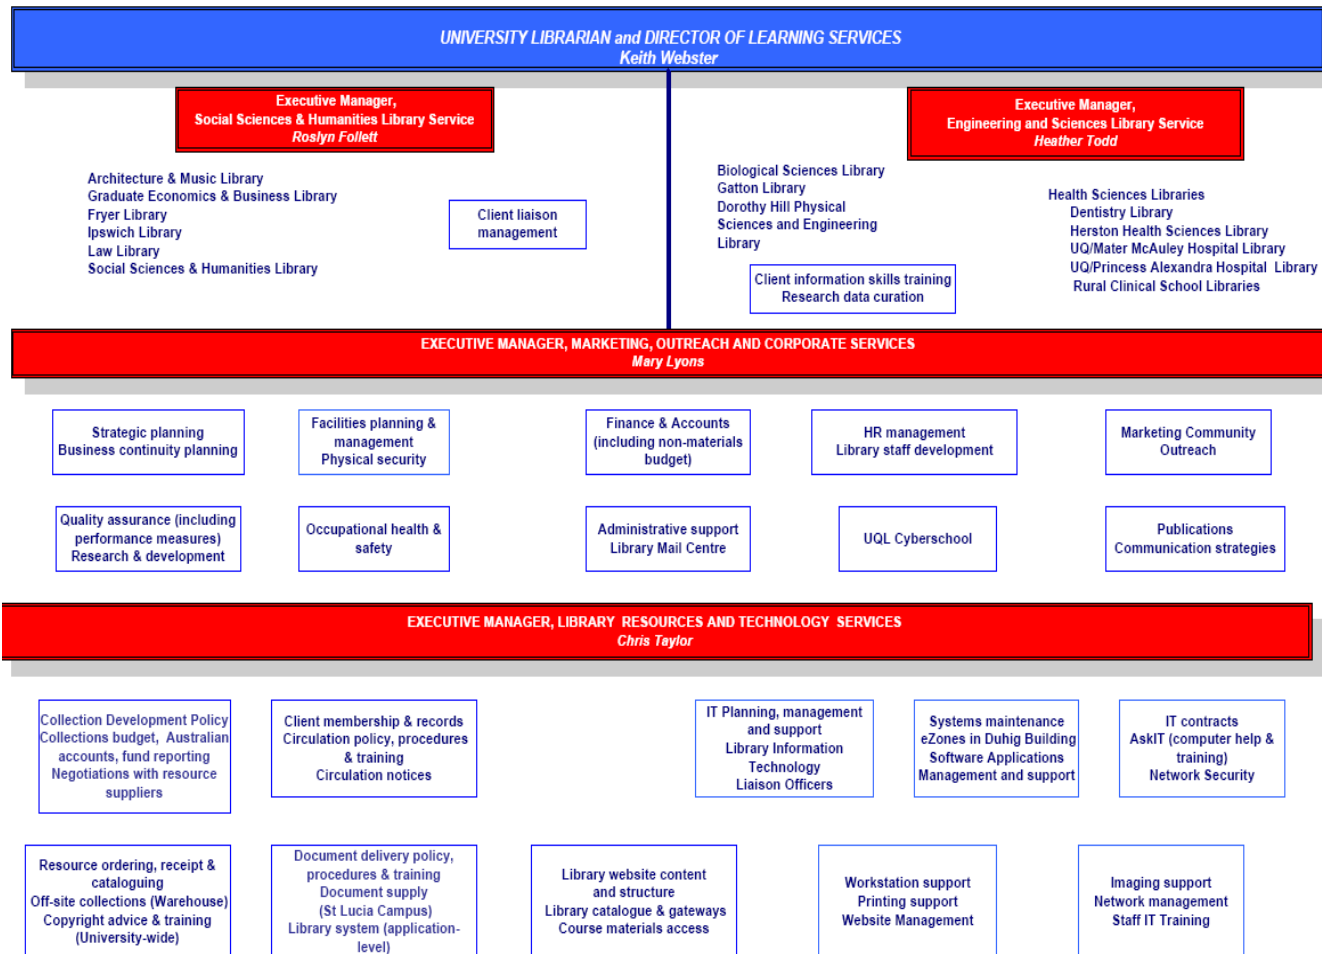 UNIVERSITY LIBRARIAN and DIRECTOR OF LEARNING SERVICES
Keith Webster
Executive Manager,
Social Sciences & Humanities Library Service
Roslyn Follett
Executive Manager,
Engineering and Sciences Library Service
Heather Todd
Architecture & Music Library
Graduate Economics & Business Library
Fryer Library
Ipswich Library
Law Library
Social Sciences & Humanities Library
Client liaison
management
Biological Sciences Library
Gatton Library
Dorothy Hill Physical
Sciences and Engineering
Library
Client information skills training
Research data curation
Health Sciences Libraries
Dentistry Library
Herston Health Sciences Library
UQ/Mater McAuley Hospital Library
UQ/Princess Alexandra Hospital Library
Rural Clinical School Libraries
EXECUTIVE MANAGER, MARKETING, OUTREACH AND CORPORATE SERVICES
Mary Lyons
Strategic planning
Business continuity planning
Facilities planning &
management
Physical security
Finance & Accounts
(including non-materials
budget)
HR management
Library staff development
Marketing Community
Outreach
Quality assurance (including
performance measures)
Research & development
Occupational health &
safety
Administrative support
Library Mail Centre
UQL Cyberschool
Publications
Communication strategies
EXECUTIVE MANAGER, LIBRARY RESOURCES AND TECHNOLOGY SERVICES
Chris Taylor
Collection Development Policy
Collections budget, Australian
accounts, fund reporting
Negotiations with resource
suppliers
Client membership & records
Circulation policy, procedures
& training
Circulation notices
IT Planning, management
and support
Library Information
Technology
Liaison Officers
Systems maintenance
eZones in Duhig Building
Software Applications
Management and support
IT contracts
AskIT (computer help &
training)
Network Security
Resource ordering, receipt &
cataloguing
Off-site collections (Warehouse)
Copyright advice & training
(University-wide)
Document delivery policy,
procedures & training
Document supply
(St Lucia Campus)
Library system (application-
level)
Library website content
and structure
Library catalogue & gateways
Course materials access
Workstation support
Printing support
Website Management
Imaging support
Network management
Staff IT Training